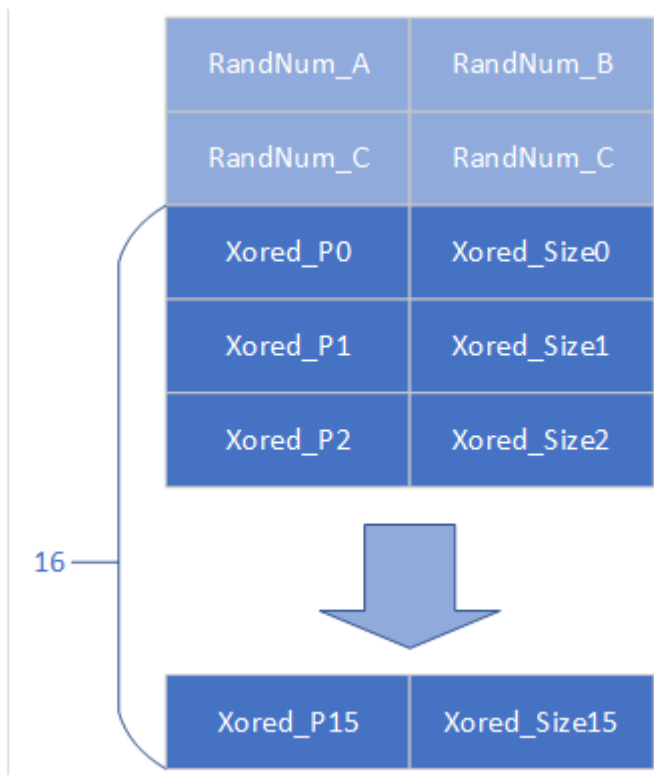 RandNum_A RandNum_B
RandNum_C RandNum_C
Xored_P0 Xored_Size0
Xored_P1 Xored_Size1
Xored_P2 Xored_Size2
16
Xored_P15 Xored_Size15